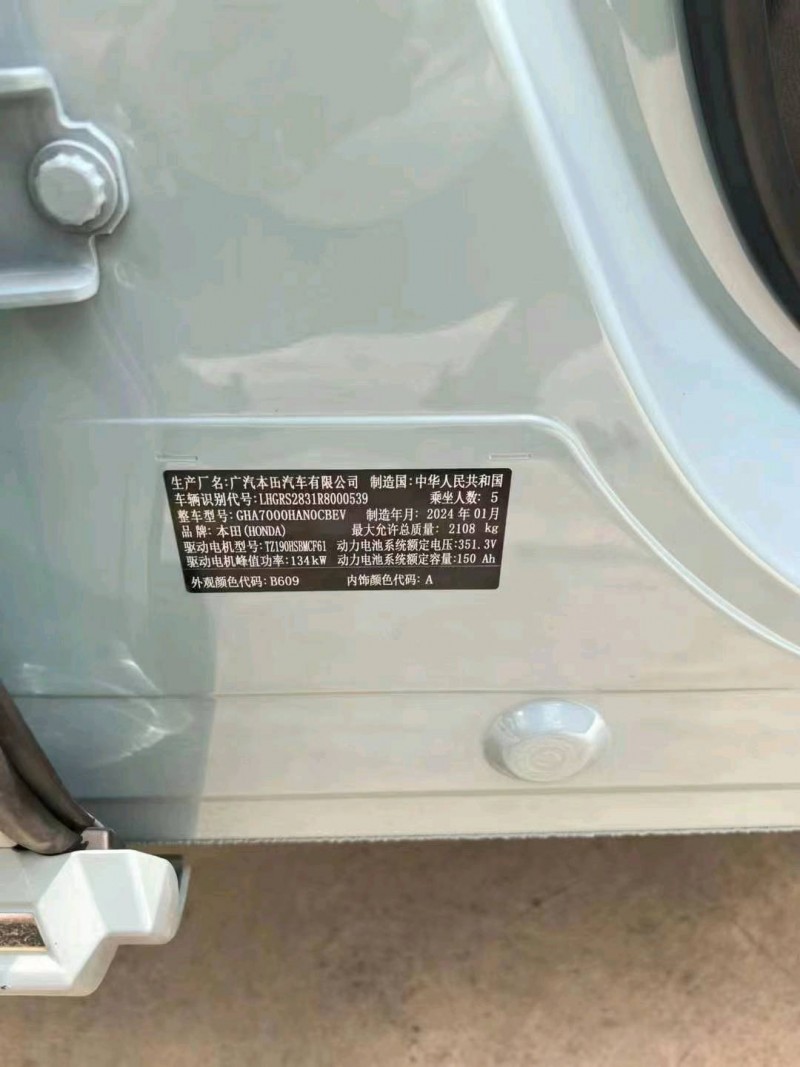 生产厂名:广汽本田汽车有限公司 制造国:中华人民共和国
车辆识别代号:LHGRS2831R8000539 乘坐人数: 5
整车型号:GHA7000HAN0CBEV 制造年月: 2024 年 01月
品 牌: 本田(HONDA) 最大允许总质量: 2108 kg
驱动电机型号:TZ190HSBMCF61 动力电池系统额定电压:351.3V
驱动电机峰值功率:134kW 动力电池系统额定容量:150 Ah
外观颜色代码: B609 内饰颜色代码: A